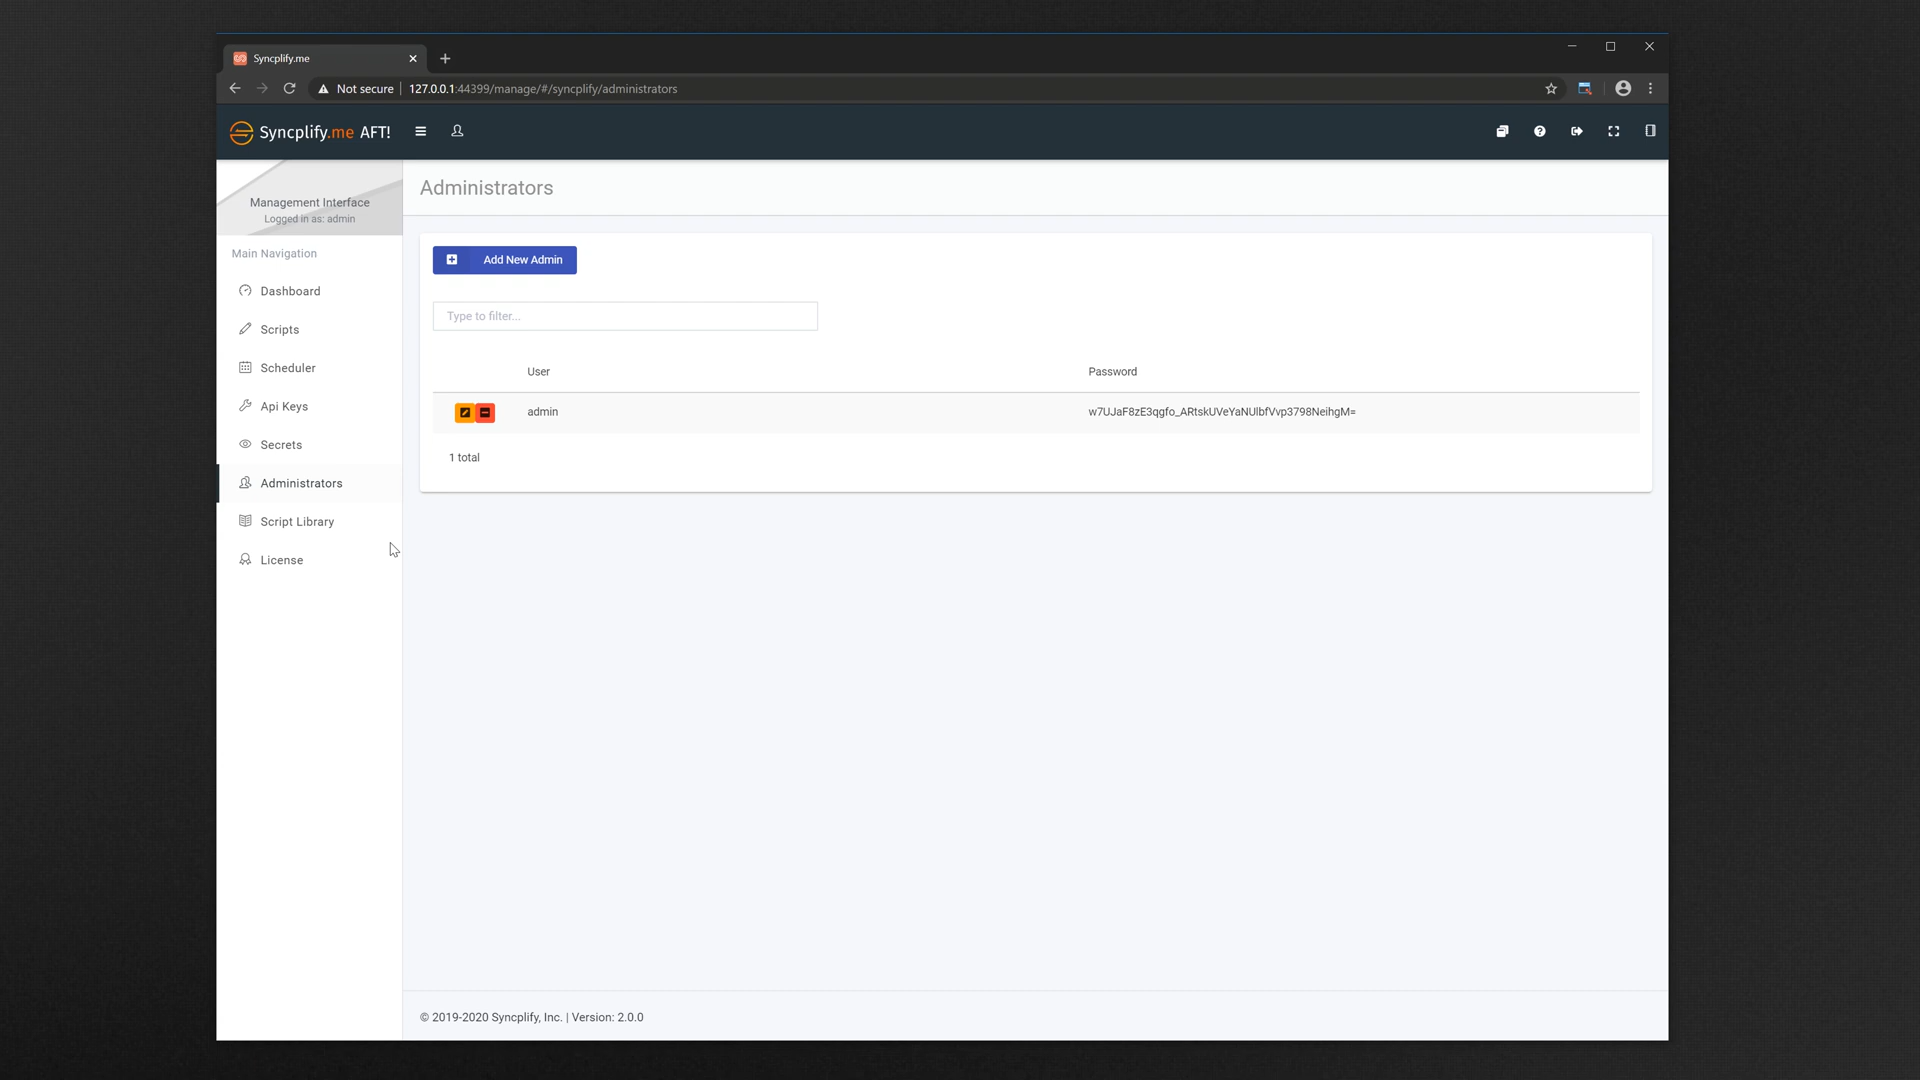 Syncplify.me
Not secure
127.0.0.1:44399/manage/#/syncplify/administrators
Syncplify.me AFT!
Management Interface
Logged in as: admin
Main Navigation
Dashboard
Scripts
Scheduler
Api Keys
Secrets
Administrators
Script Library
License
Administrators
Add New Admin
Type to filter...
User Password
admin w7UJaF8zE3qgfo_ARtskUVeYaNUlbfVvp3798NeihgM=
1 total
© 2019-2020 Syncplify, Inc. | Version: 2.0.0